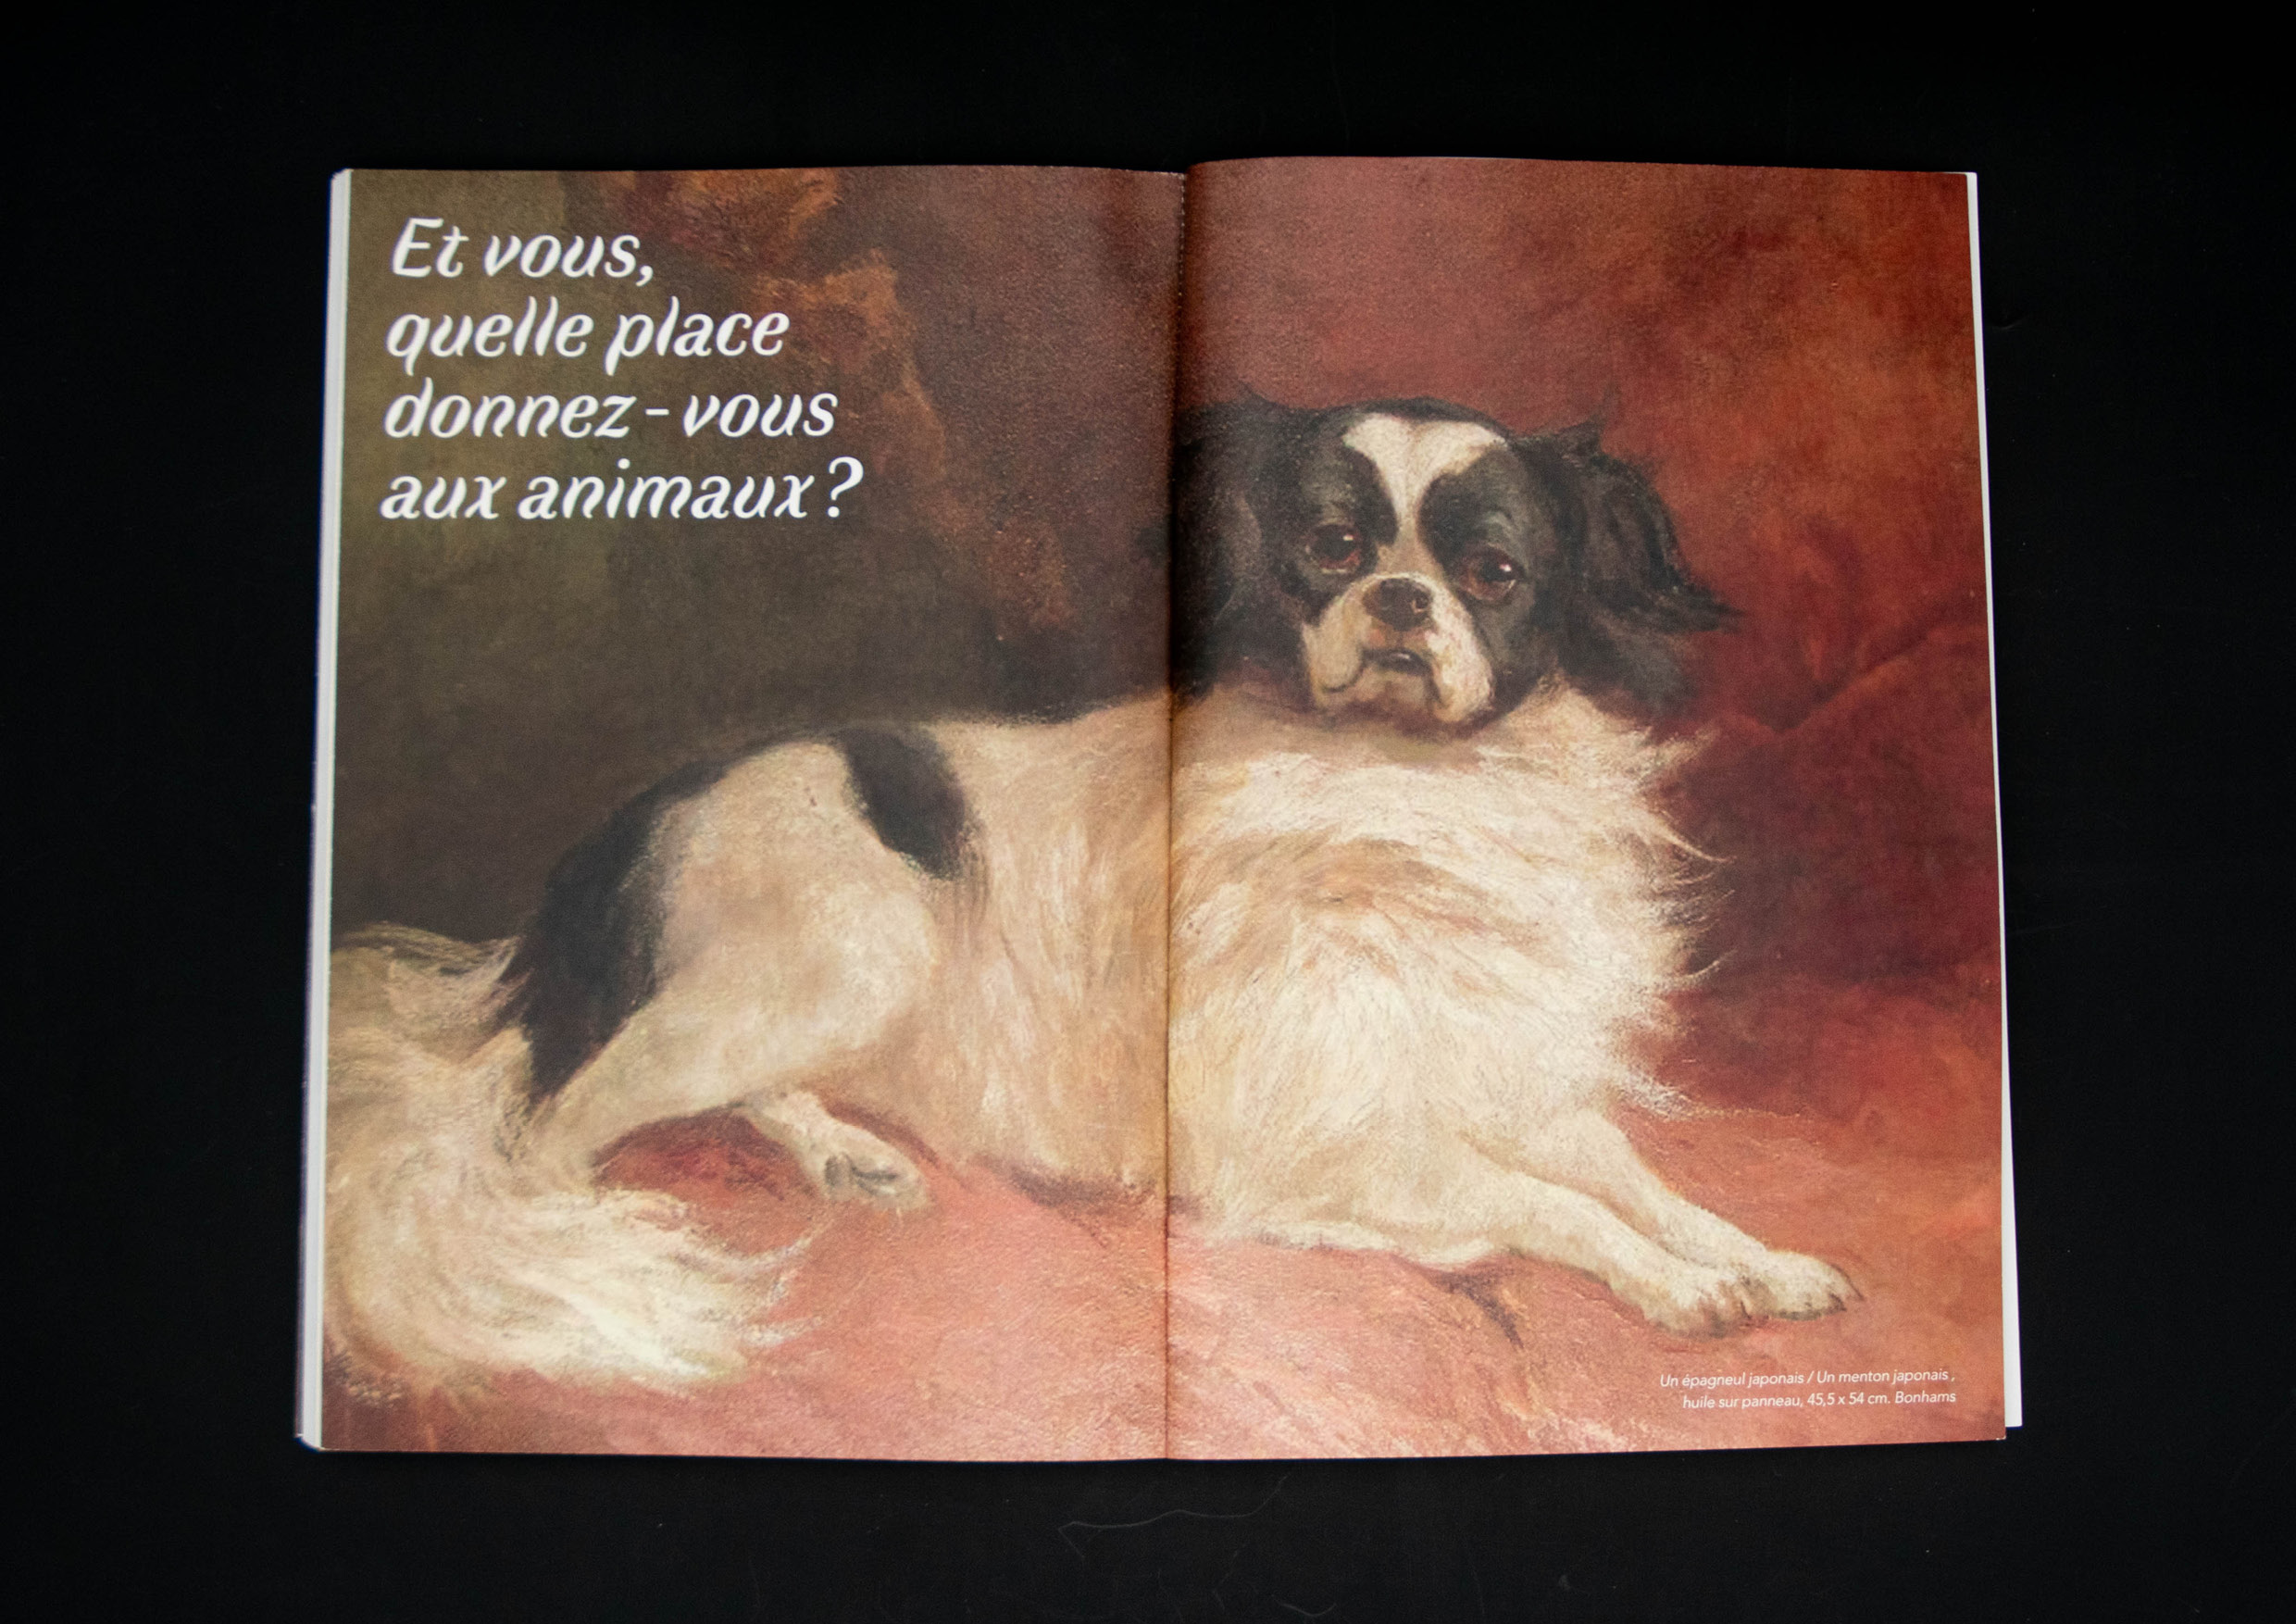 Et vous,
quelle place
donnez-vous
aux animaux ?
Un épagneul japonais / Un menton japonais ,
huile sur panneau, 45,5 x 54 cm. Bonhams